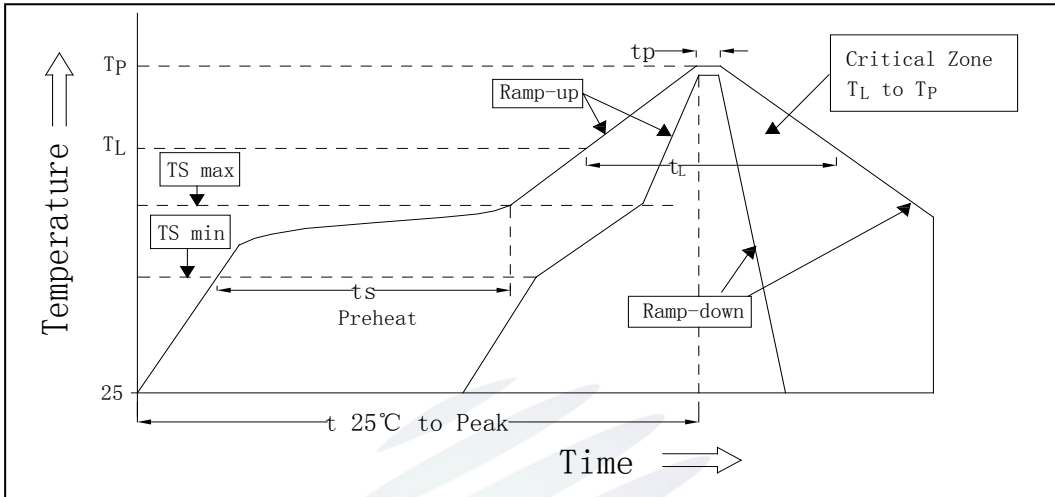 tp
Critical Zone
TL to TP
TP
Ramp-up
TL
TS max
tL
TS min
Temperature
ts
Preheat
Ramp-down
25
t 25℃ to Peak
Time